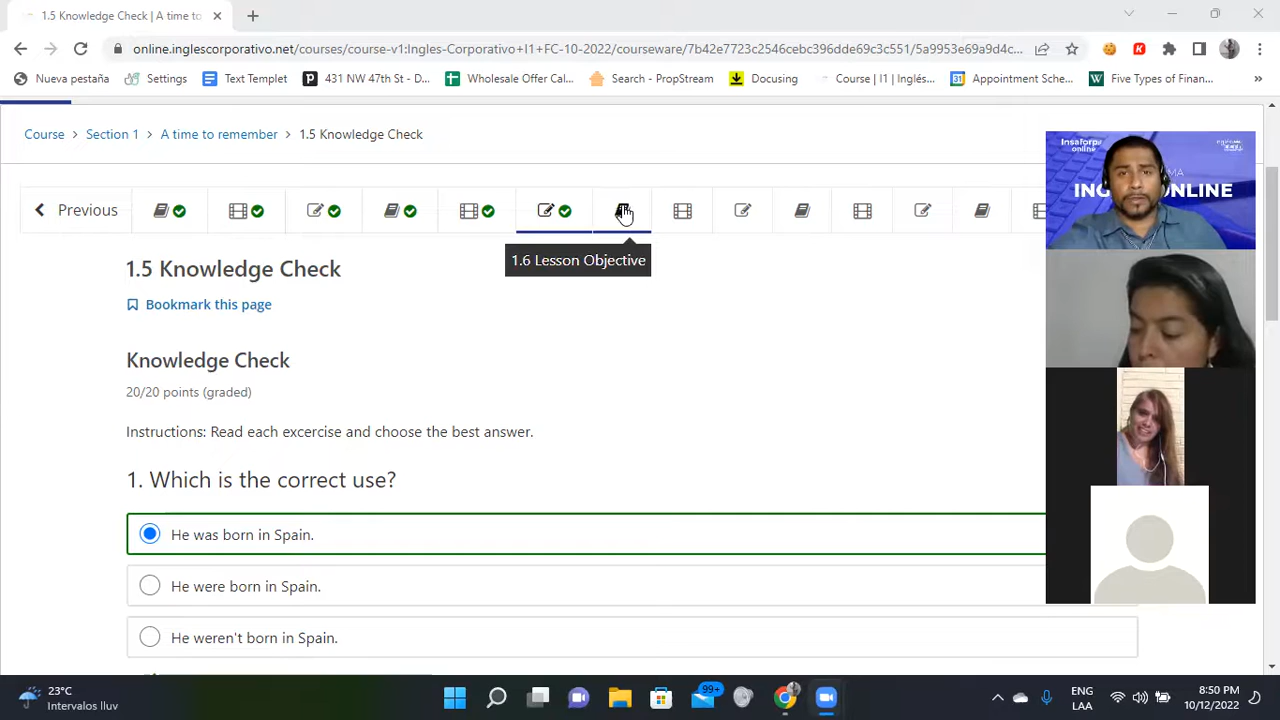 1.5 Knowledge Check | A time to
online.inglescorporativo.net/courses/course-v1:Ingles-Corporativo+I1+FC-10-2022/courseware/7b42e7723c2546cebc396dde69c3c551/5a9953e69a9d4c...
Nueva pestaña
Settings
Text Templet
431 NW 47th St - D...
Wholesale Offer Cal...
Search - PropStream
Docusing
Course | I1 | Inglés...
Appointment Sche...
Five Types of Finan...
»
Course > Section 1 > A time to remember > 1.5 Knowledge Check
Previous
1.6 Lesson Objective
1.5 Knowledge Check
Bookmark this page
Knowledge Check
20/20 points (graded)
Instructions: Read each excercise and choose the best answer.
1. Which is the correct use?
He was born in Spain.
He were born in Spain.
He weren't born in Spain.
online
23°C
Intervalos lluv
99+
ENG
LAA
8:50 PM
10/12/2022